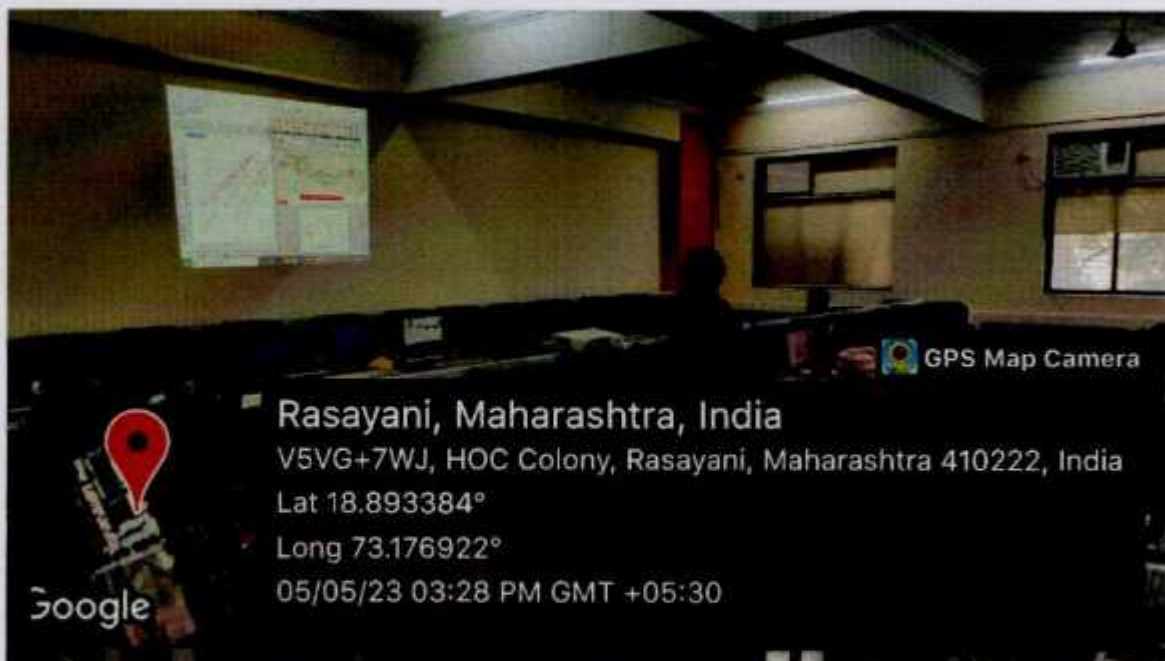 GPS Map Camera
Rasayani, Maharashtra, India
V5VG+7WJ, HOC Colony, Rasayani, Maharashtra 410222, India
Lat 18.893384°
Long 73.176922°
05/05/23 03:28 PM GMT +05:30
Google